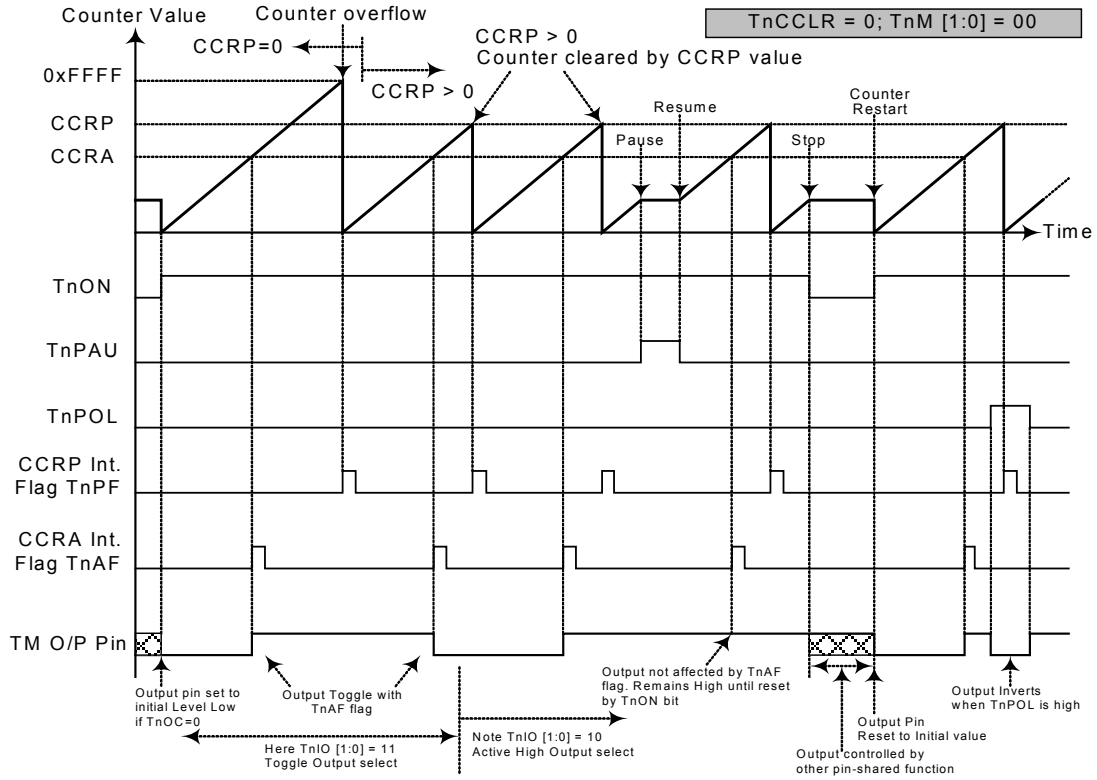 Counter Value
Counter overflow
TnCCLR = 0; TnM [1:0] = 00
CCRP=0
CCRP > 0
CCRP > 0
Counter cleared by CCRP value
0xFFFF
CCRP
CCRA
Pause
Resume
Stop
Counter
Restart
Time
TnON
TnPAU
TnPOL
CCRP Int.
Flag TnPF
CCRA Int.
Flag TnAF
TM O/P Pin
Output pin set to
initial Level Low
if TnOC=0
Output Toggle with
TnAF flag
Here TnIO [1:0] = 11
Toggle Output select
Note TnIO [1:0] = 10
Active High Output select
Output not affected by TnAF
flag. Remains High until reset
by TnON bit
Output controlled by
other pin-shared function
Output Pin
Reset to Initial value
Output Inverts
when TnPOL is high